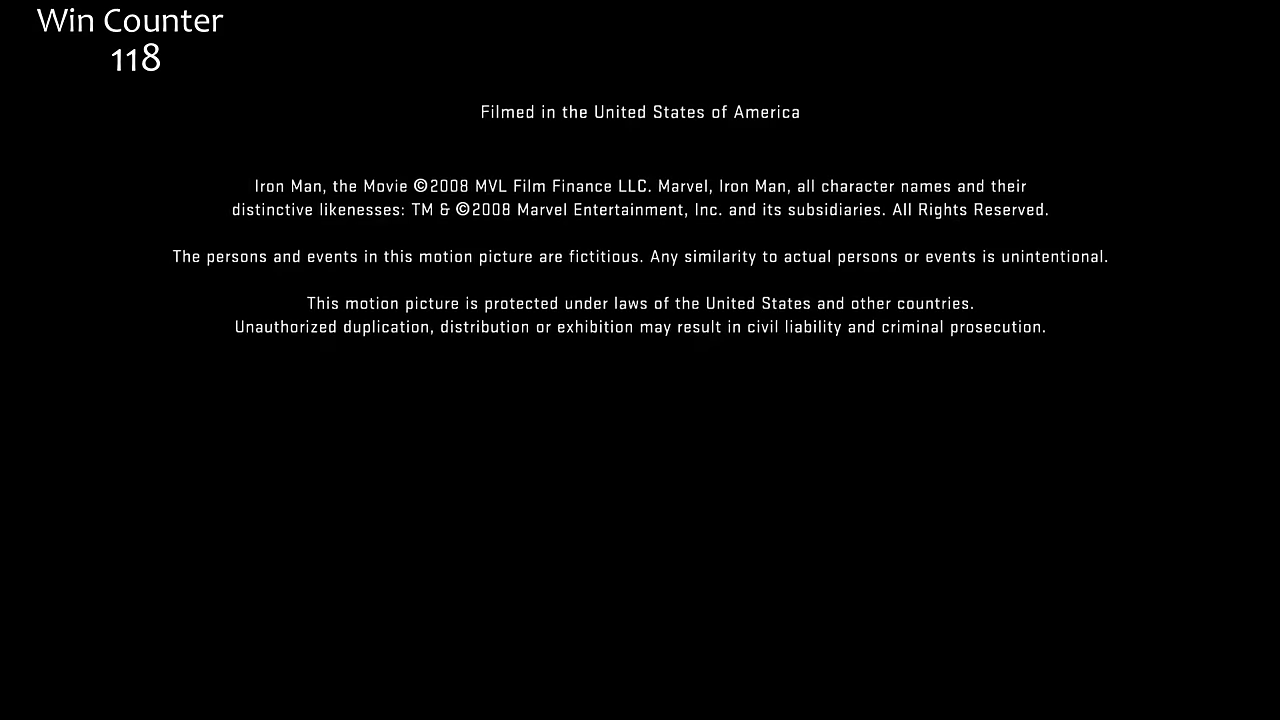 Win Counter
118
Filmed in the United States of America
Iron Man, the Movie ©2008 MVL Film Finance LLC. Marvel, Iron Man, all character names and their
distinctive likenesses: TM & ©2008 Marvel Entertainment, Inc. and its subsidiaries. All Rights Reserved.
The persons and events in this motion picture are fictitious. Any similarity to actual persons or events is unintentional.
This motion picture is protected under laws of the United States and other countries.
Unauthorized duplication, distribution or exhibition may result in civil liability and criminal prosecution.